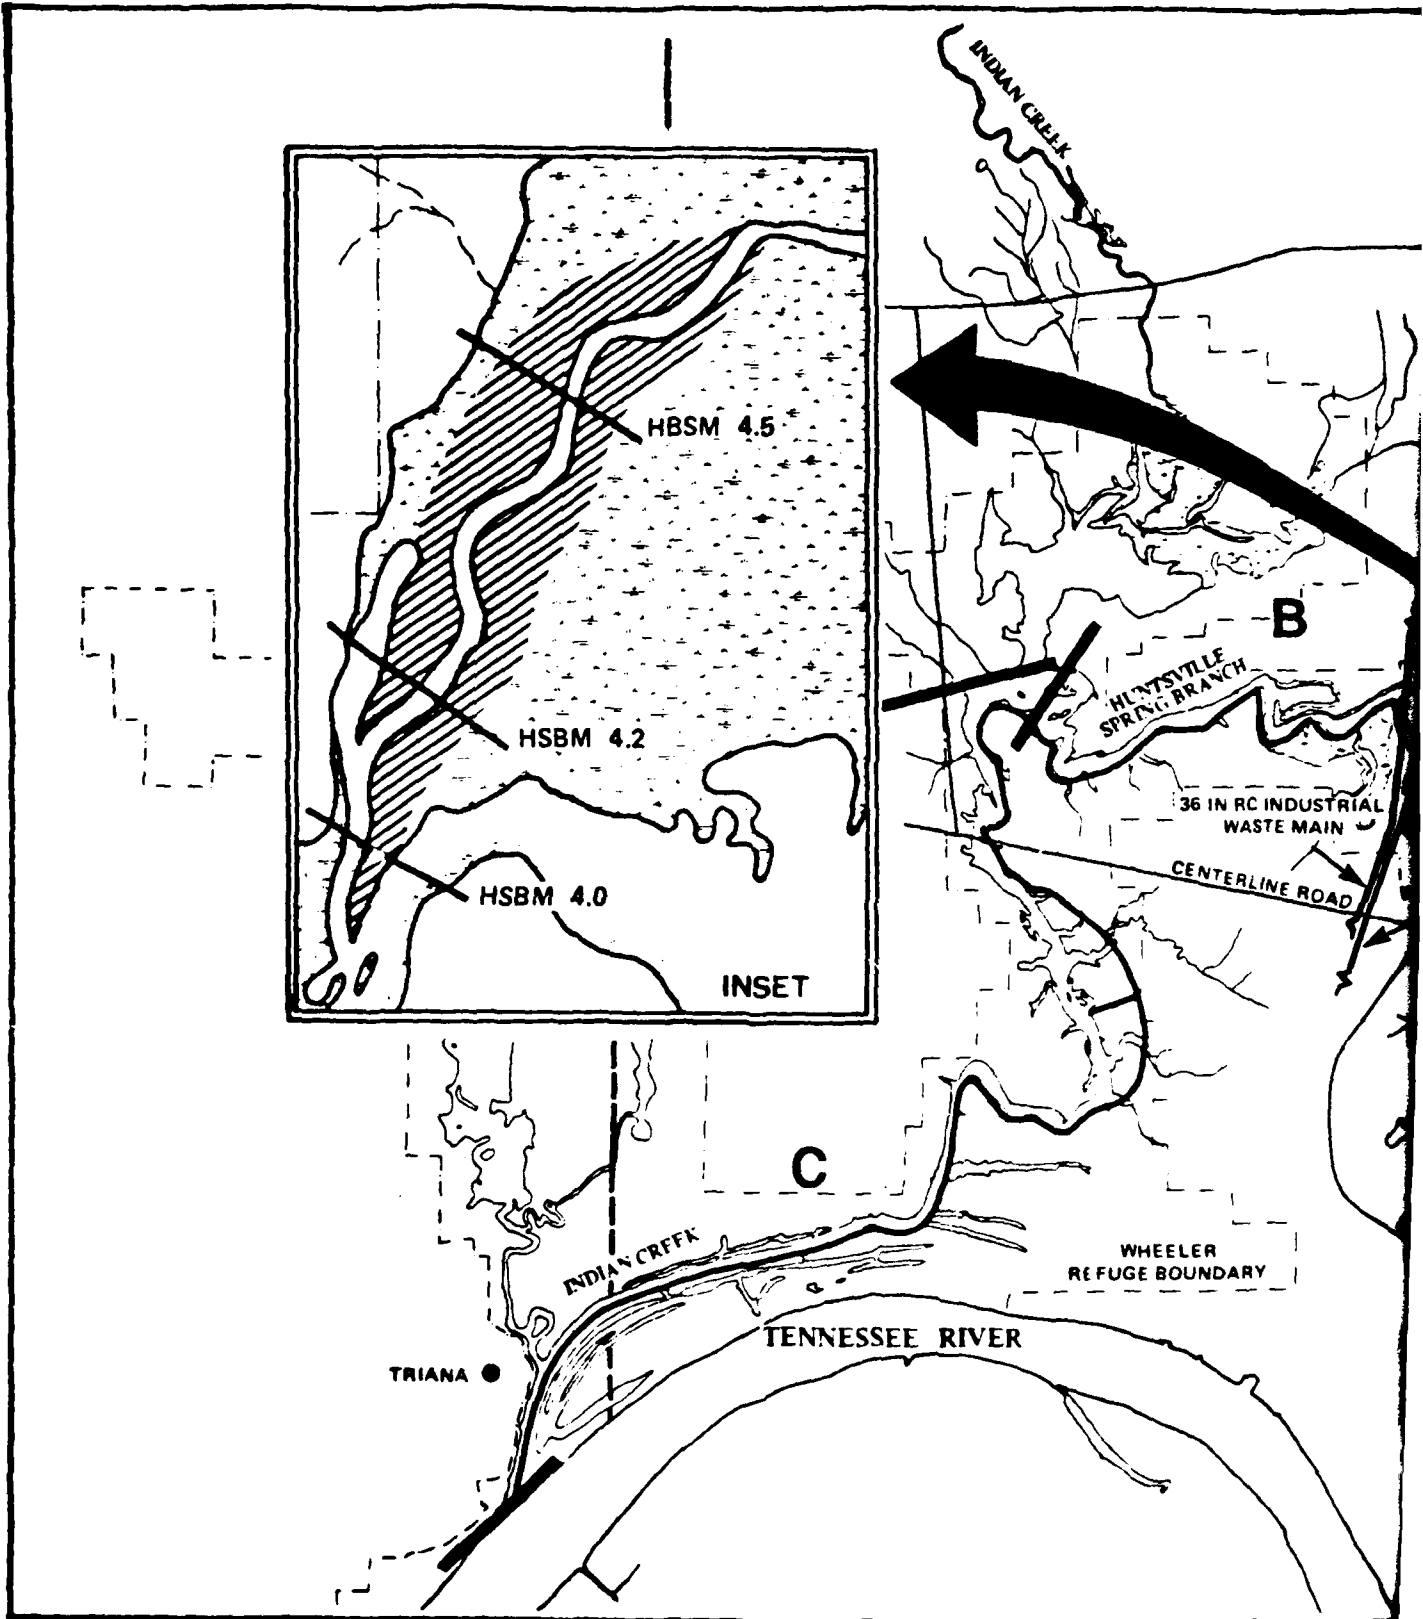 INDIAN CREEK
HBSM 4.5
HSBM 4.2
HSBM 4.0
INSET
B
HUNTSVILLE
SPRING BRANCH
36 IN RC INDUSTRIAL
WASTE MAIN
CENTERLINE ROAD
C
INDIAN CREEK
WHEELER
REFUGE BOUNDARY
TENNESSEE RIVER
TRIANA